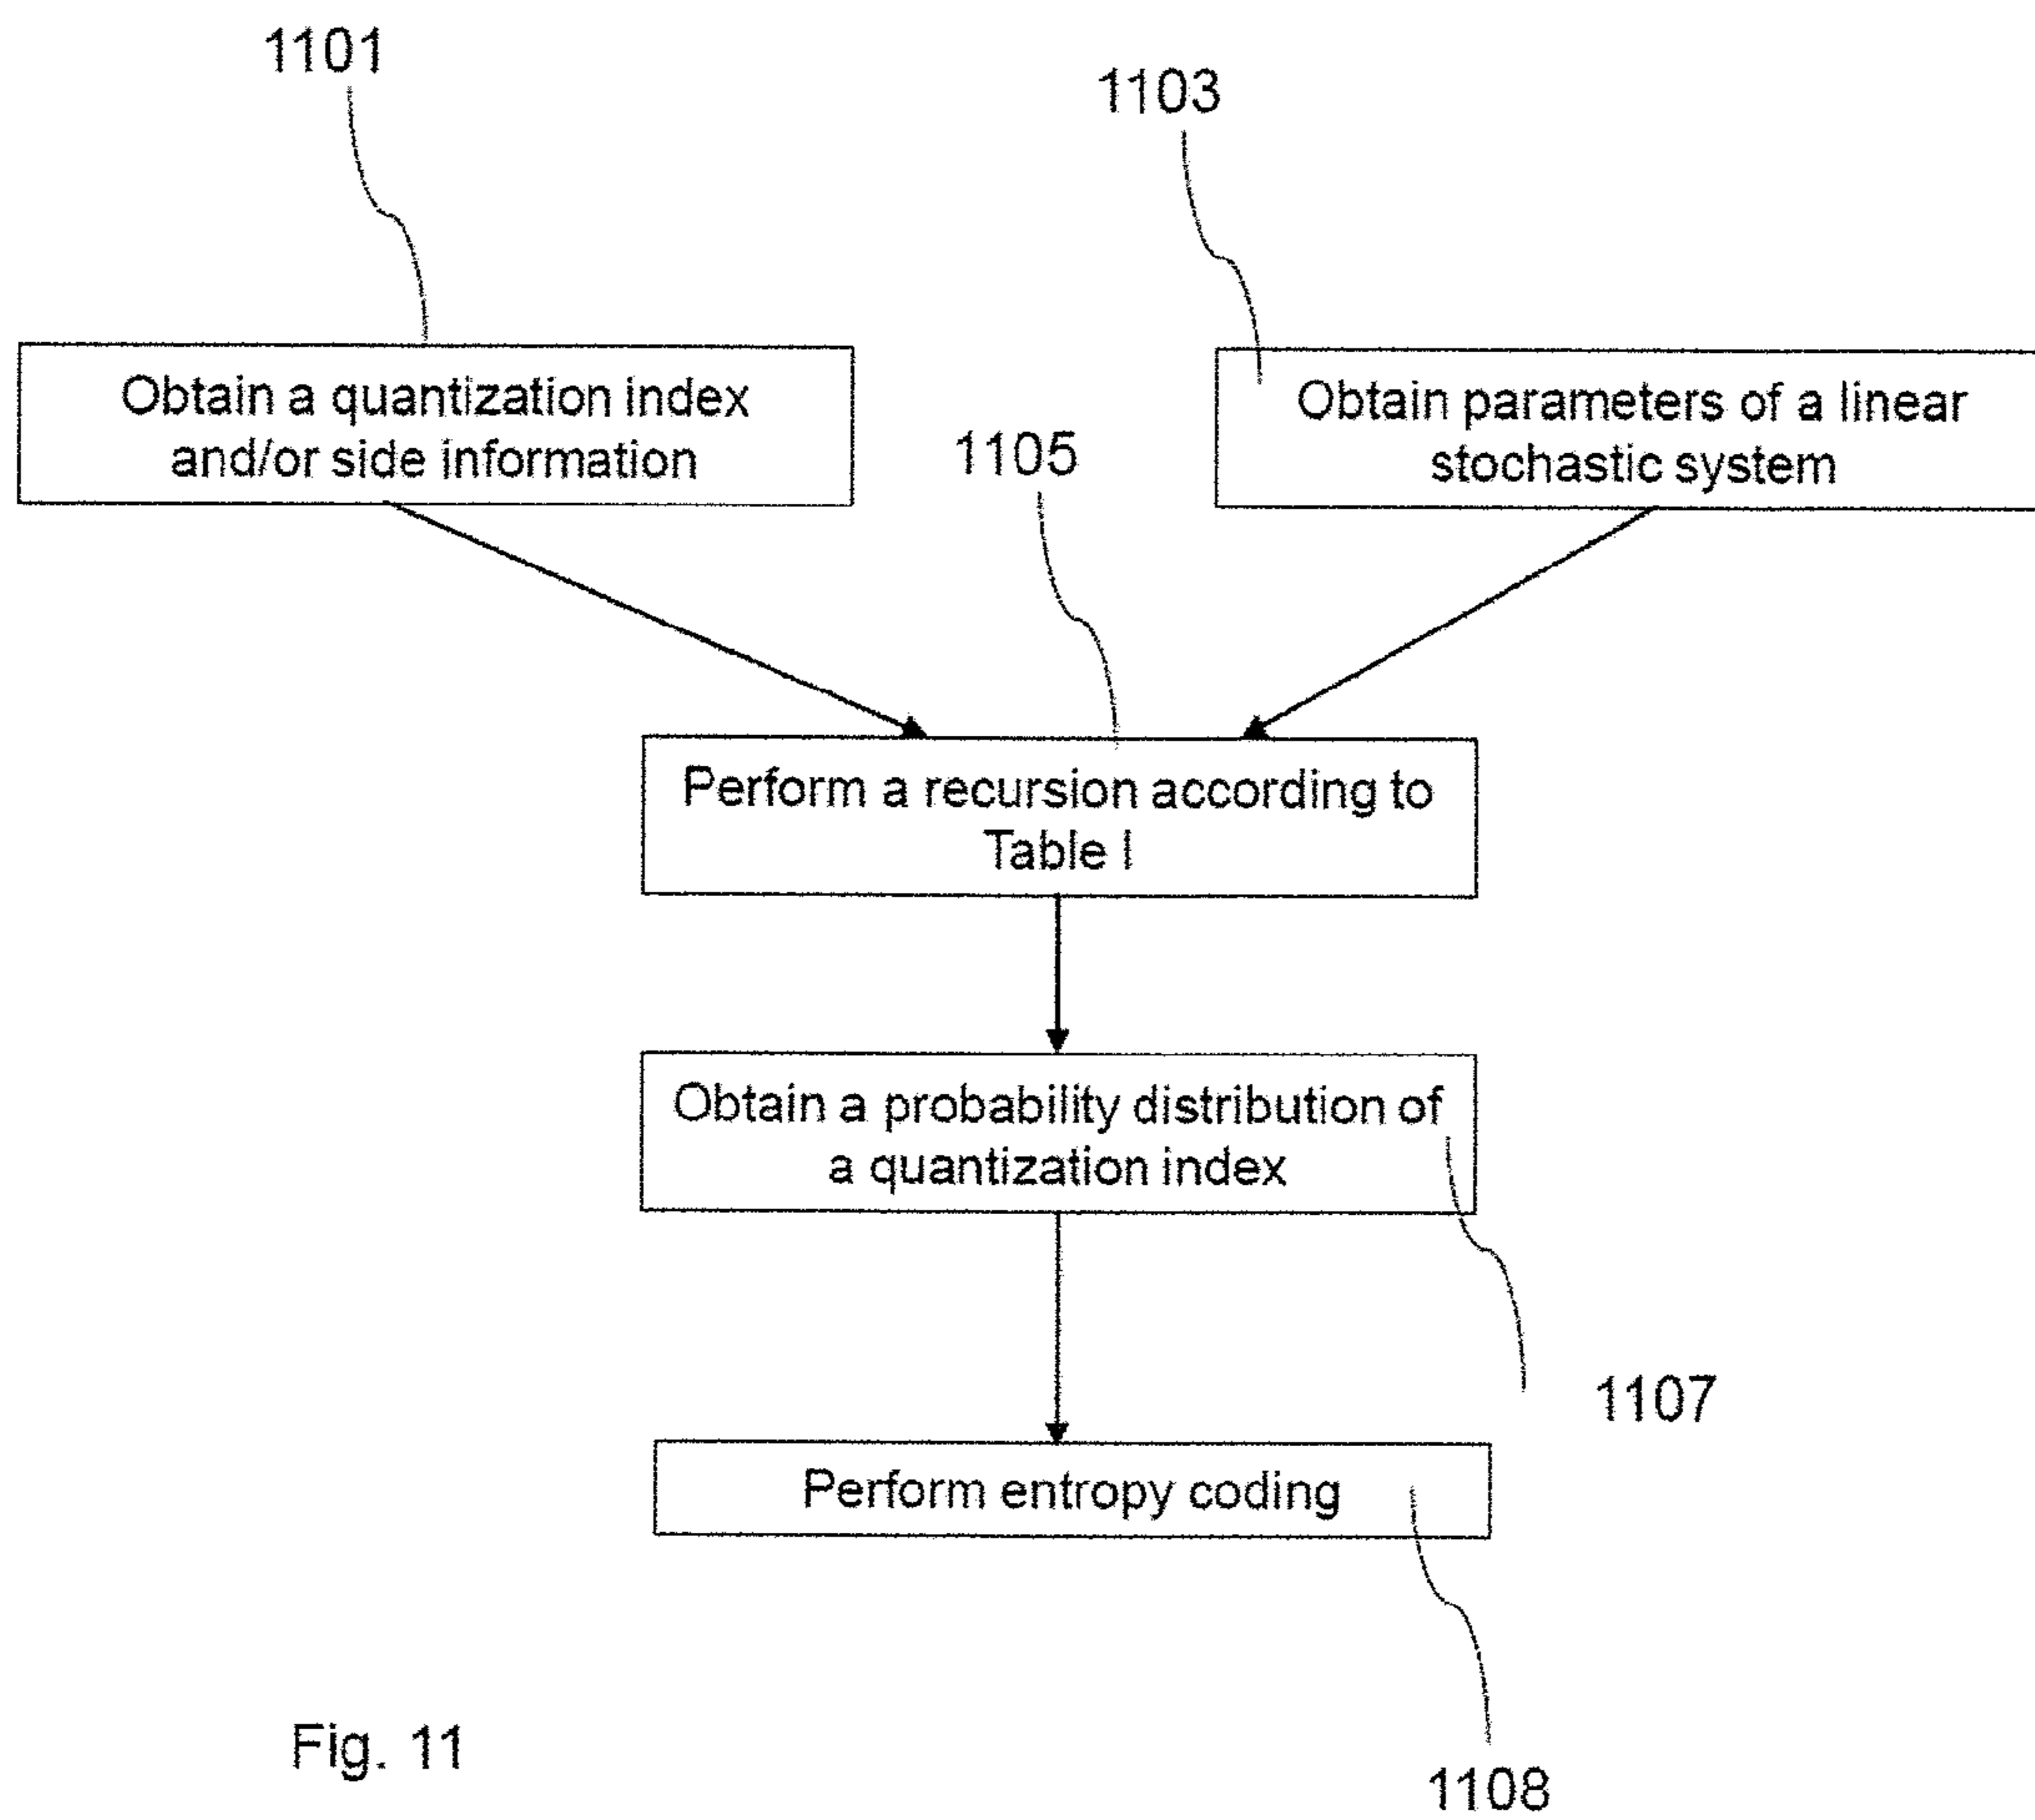 1101
1103
Obtain a quantization index
and/or side information
Obtain parameters of a linear
stochastic system
1105
Perform a recursion according to
Table I
Obtain a probability distribution of
a quantization index
1107
Perform entropy coding
Fig. 11
1108